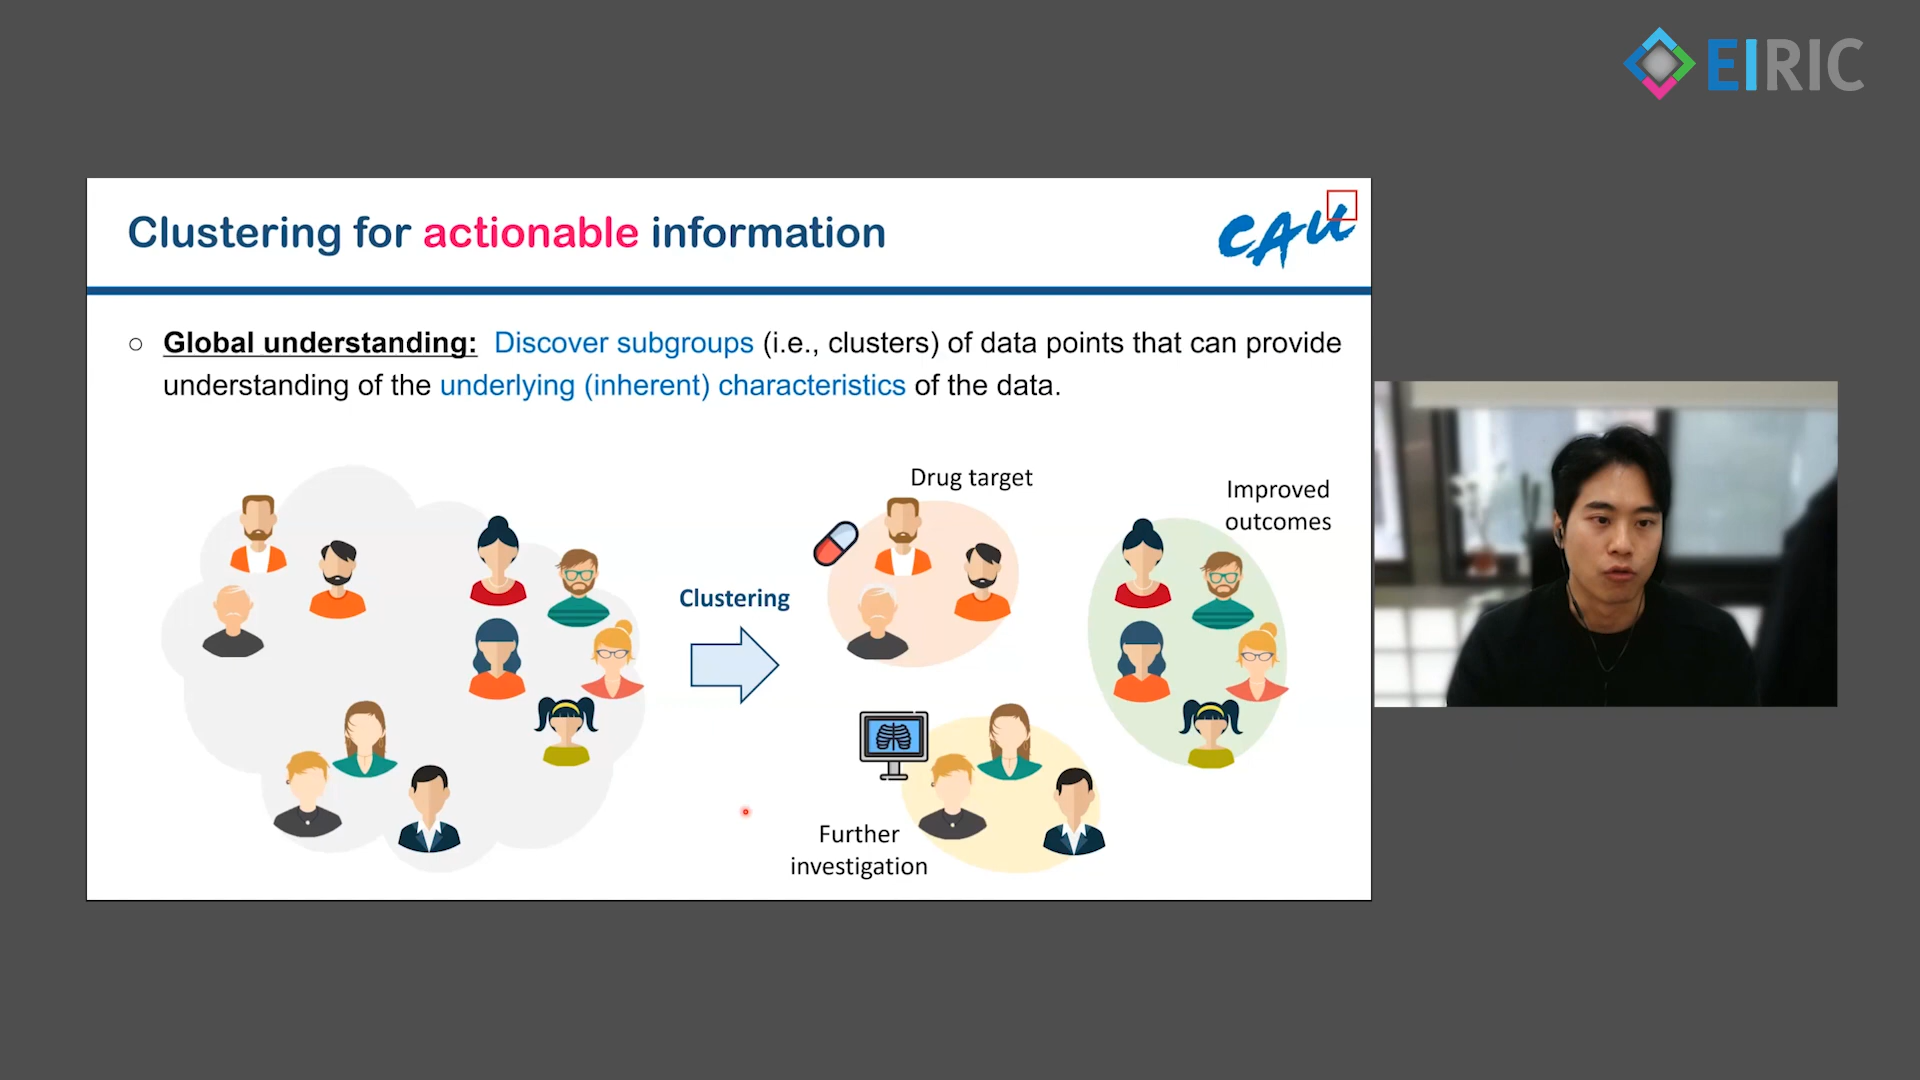 EIRIC
Clustering for actionable information
CAU
Global understanding: Discover subgroups (i.e., clusters) of data points that can provide
understanding of the underlying (inherent) characteristics of the data.
Drug target
Improved
outcomes
Clustering
Further
investigation